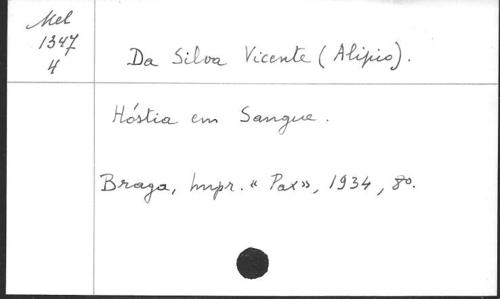 Mel
1347
4
Da Silva Vicente (Alipio).
Hóstia em Sangue.
Braga, Impr. « Pax», 1934, 8º.